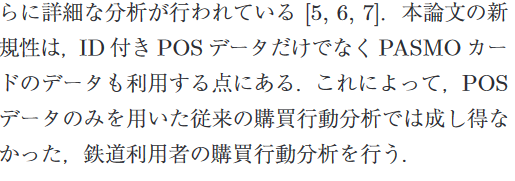 らに詳細な分析が行われている [5, 6, 7]．本論文の新
規性は，ID 付き POS データだけでなく PASMO カー
ドのデータも利用する点にある．これによって，POS
データのみを用いた従来の購買行動分析では成し得な
かった，鉄道利用者の購買行動分析を行う．